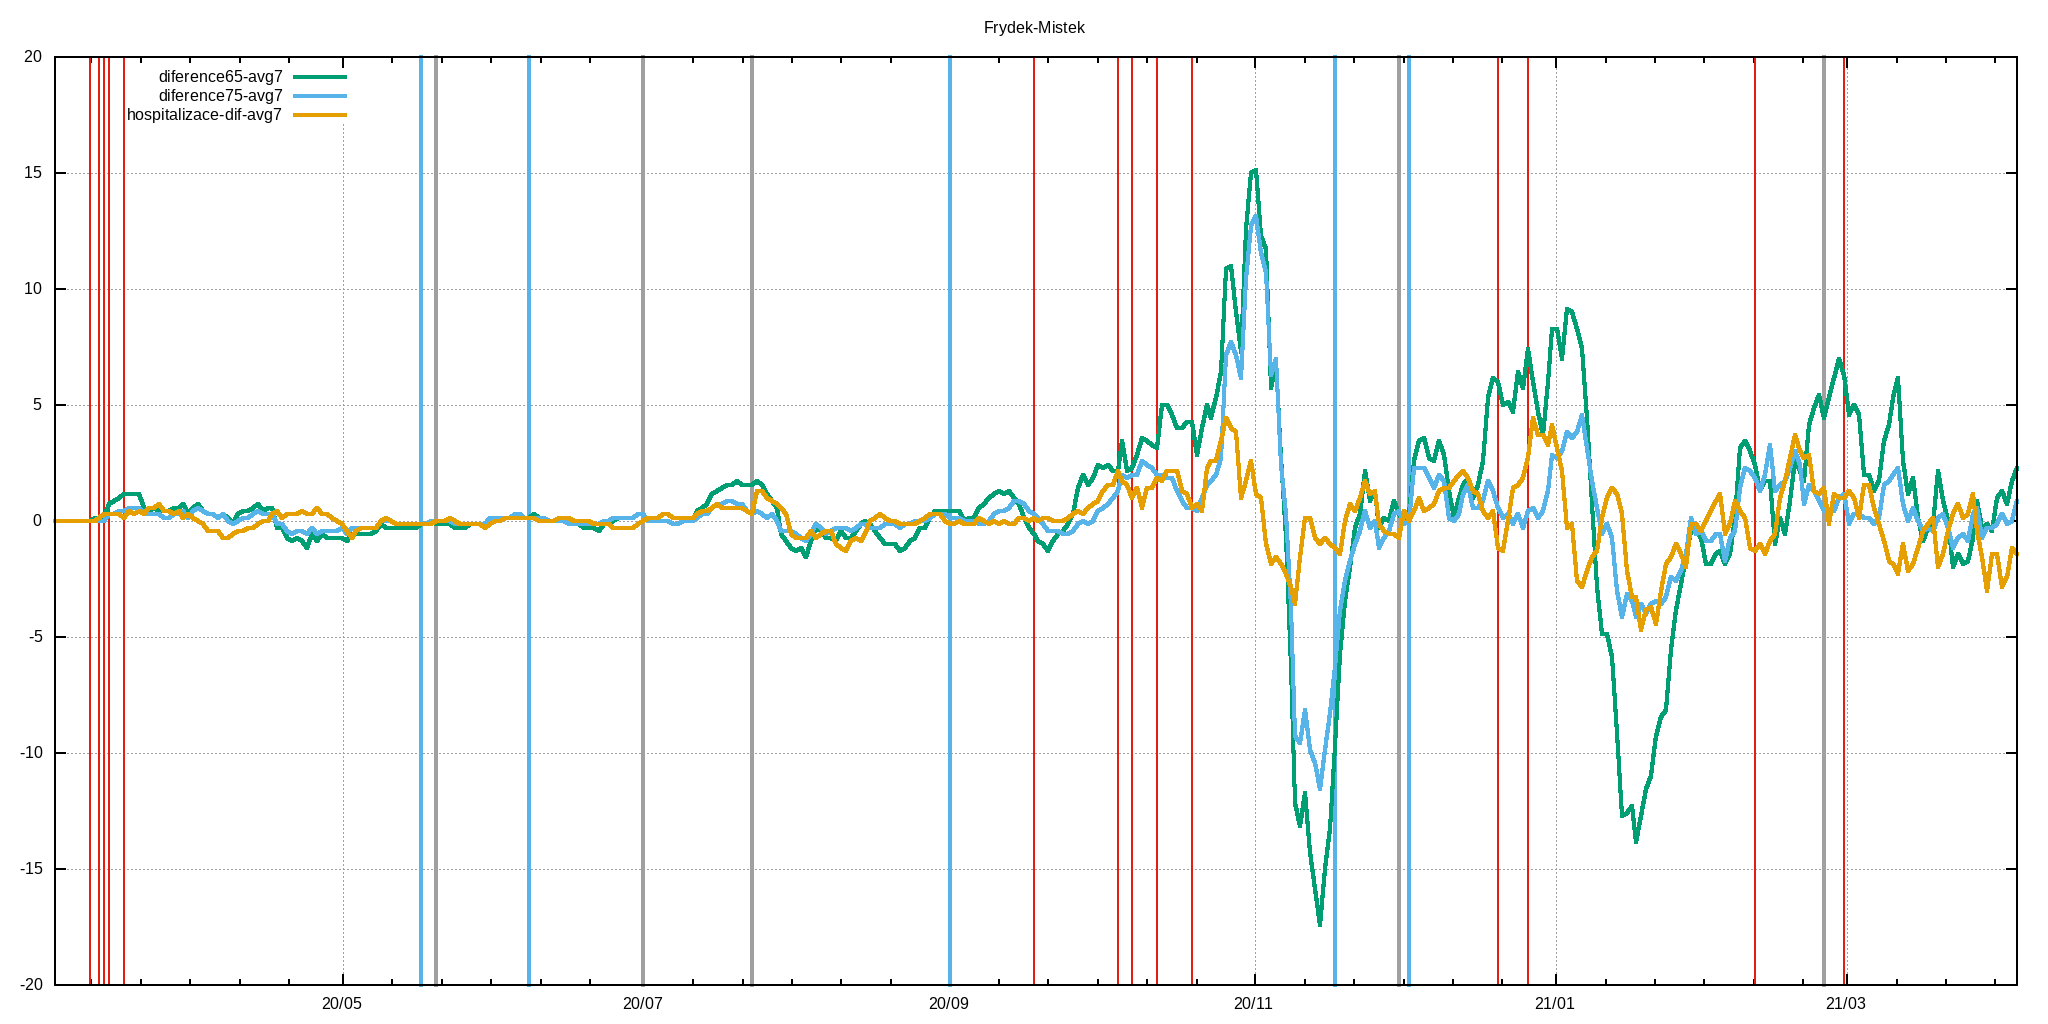 Frydek-Mistek
20
15
10
5
0
-5
-10
-15
-20
diference65-avg7
diference75-avg7
hospitalizace-dif-avg7
20/05 20/07 20/09 20/11 21/01 21/03